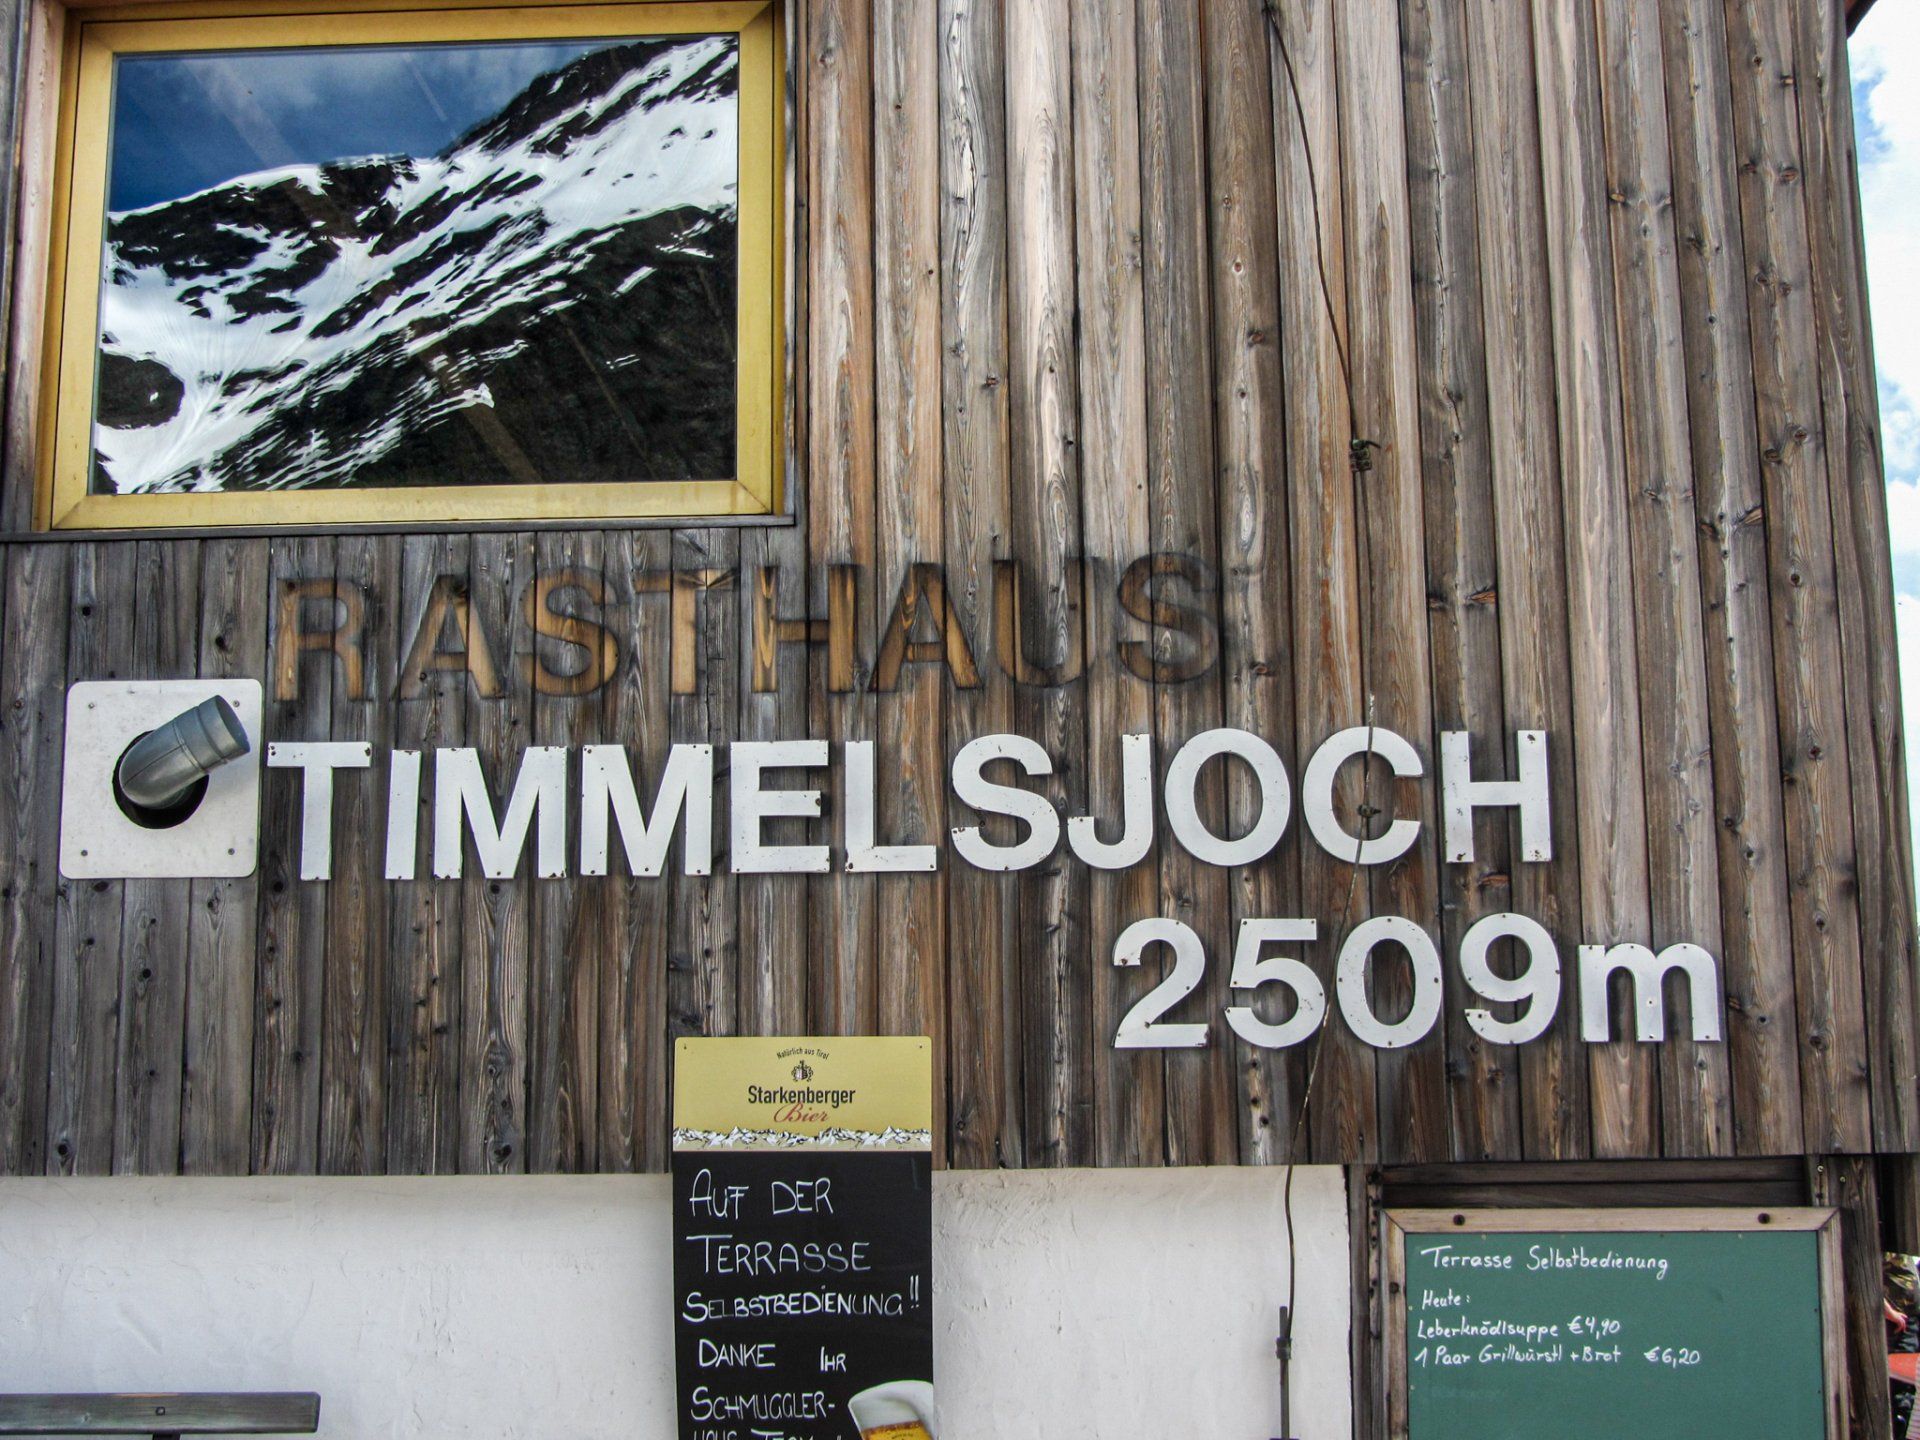 RASTHAUS
TIMMELSJOCH
2509m
Natürlich aus Tirol
Starkenberger
Bier
AUF DER
TERRASSE
SELBSTBEDIENUNG!!
DANKE IHR
SCHMUGGLER-
Terrasse Selbstbedienung
Heute:
Leberknödlsuppe €4,90
1 Paar Grillwürstl + Brot €6,20